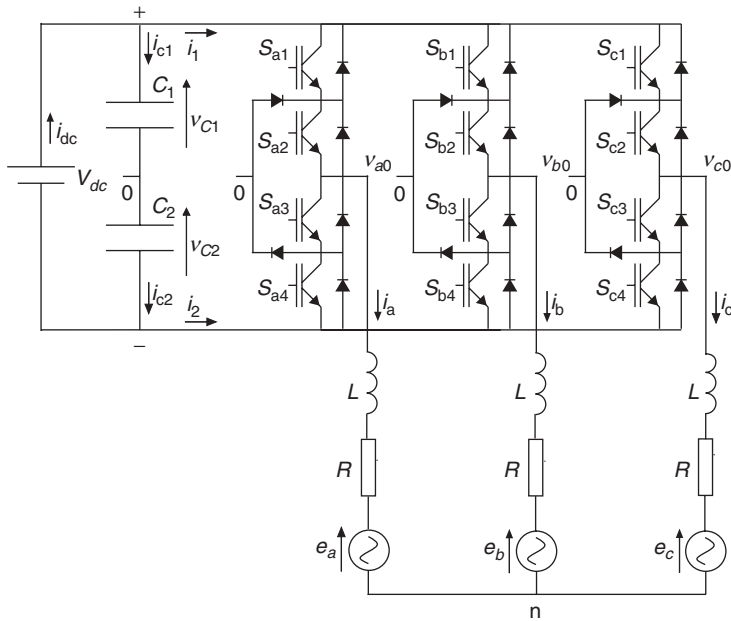 +
i_c1
i_1
S_a1
S_b1
S_c1
C_1
v_C1
i_dc
S_a2
S_b2
S_c2
V_dc
0
0
v_a0
0
v_b0
0
v_c0
C_2
S_a3
S_b3
S_c3
v_C2
i_c2
i_2
S_a4
S_b4
S_c4
−
i_a
i_b
i_c
L
L
L
R
R
R
e_a
e_b
e_c
n